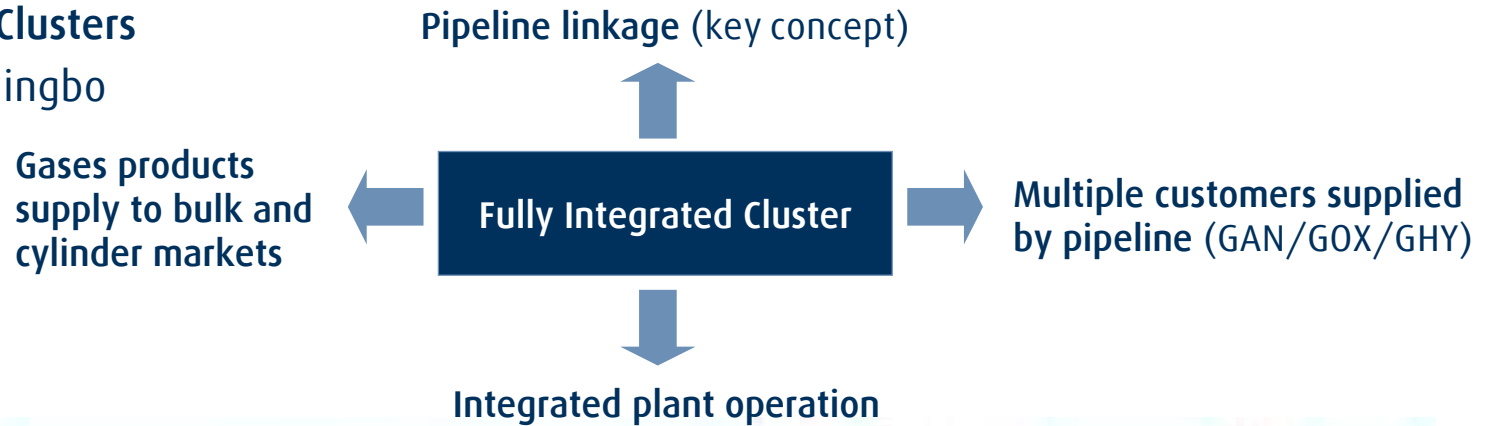 Clusters
ingbo
Pipeline linkage (key concept)
Gases products
supply to bulk and
cylinder markets
Fully Integrated Cluster
Multiple customers supplied
by pipeline (GAN/GOX/GHY)
Integrated plant operation